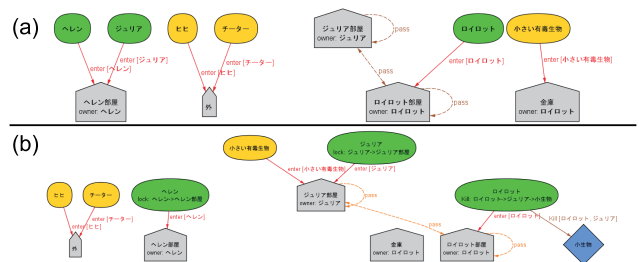 (a)
ヘレン
ジュリア
ヒヒ
チーター
ジュリア部屋
owner: ジュリア
pass
ロイロット
小さい有毒生物
enter [ジュリア]
enter [ヘレン]
enter [チーター]
enter [ヒヒ]
pass
enter [ロイロット]
enter [小さい有毒生物]
ヘレン部屋
owner: ヘレン
外
ロイロット部屋
owner: ロイロット
pass
金庫
owner: ロイロット
(b)
小さい有毒生物
ジュリア
lock: ジュリア->ジュリア部屋
enter [小さい有毒生物]
enter [ジュリア]
ヒヒ
チーター
ヘレン
lock: ヘレン->ヘレン部屋
ジュリア部屋
owner: ジュリア
pass
ロイロット
Kill: ロイロット->ジュリア->小生物
enter [チーター]
enter [ヒヒ]
enter [ヘレン]
pass
enter [ロイロット]
Kill [ロイロット, ジュリア]
外
ヘレン部屋
owner: ヘレン
金庫
owner: ロイロット
ロイロット部屋
owner: ロイロット
pass
小生物